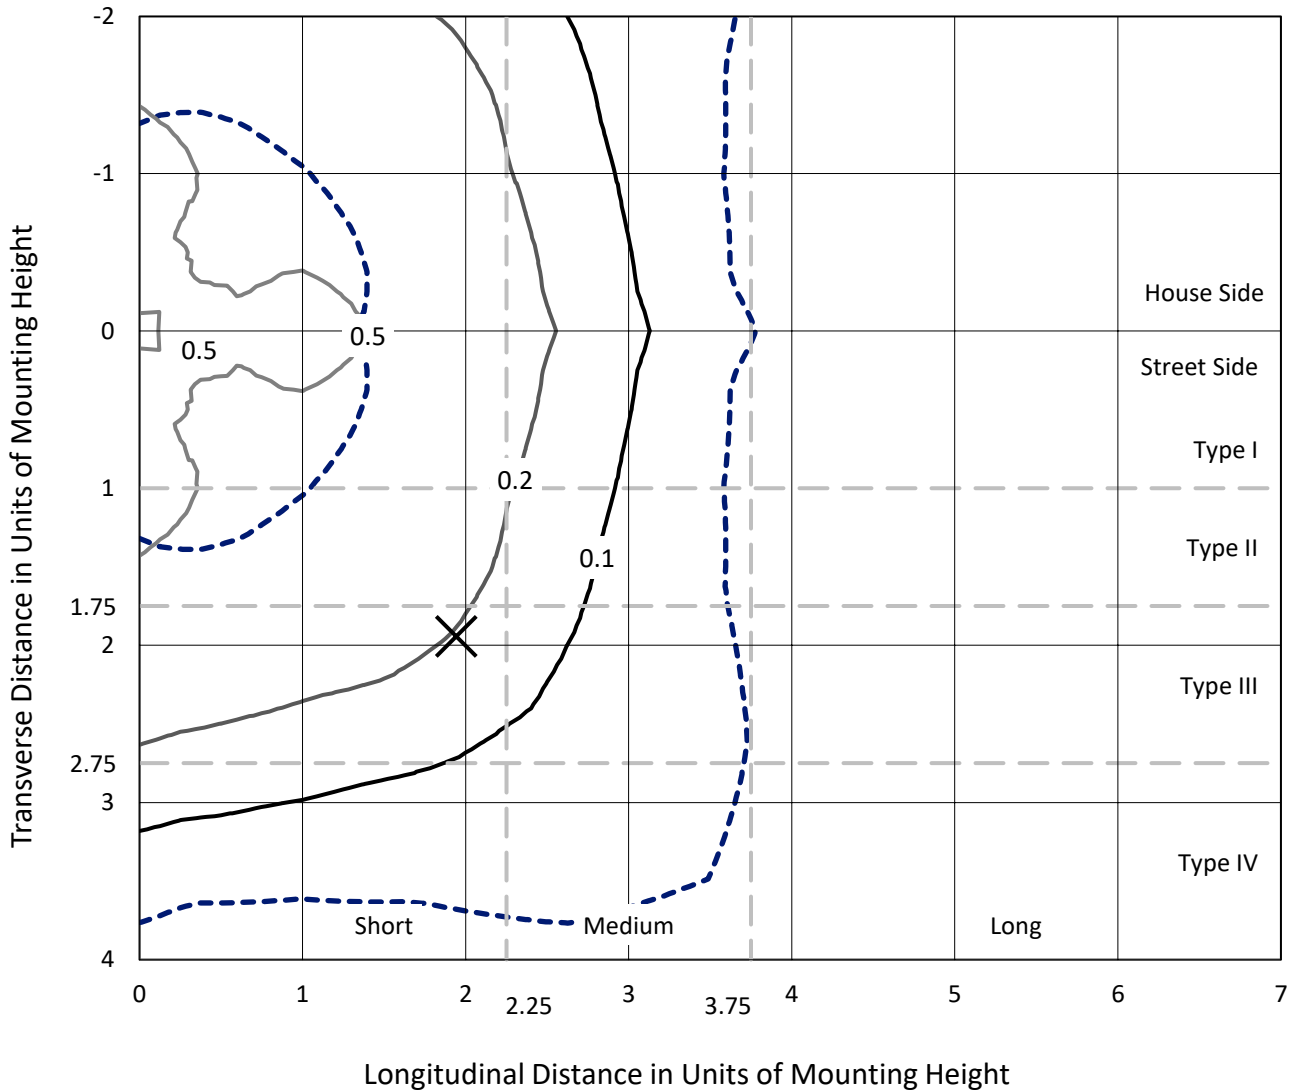 -2
-1
House Side
0
0.5
0.5
Street Side
Type I
0.2
1
Type II
0.1
1.75
2
Type III
2.75
3
Type IV
Short
Medium
Long
4
0
1
2
2.25
3
3.75
4
5
6
7
Transverse Distance in Units of Mounting Height
Longitudinal Distance in Units of Mounting Height